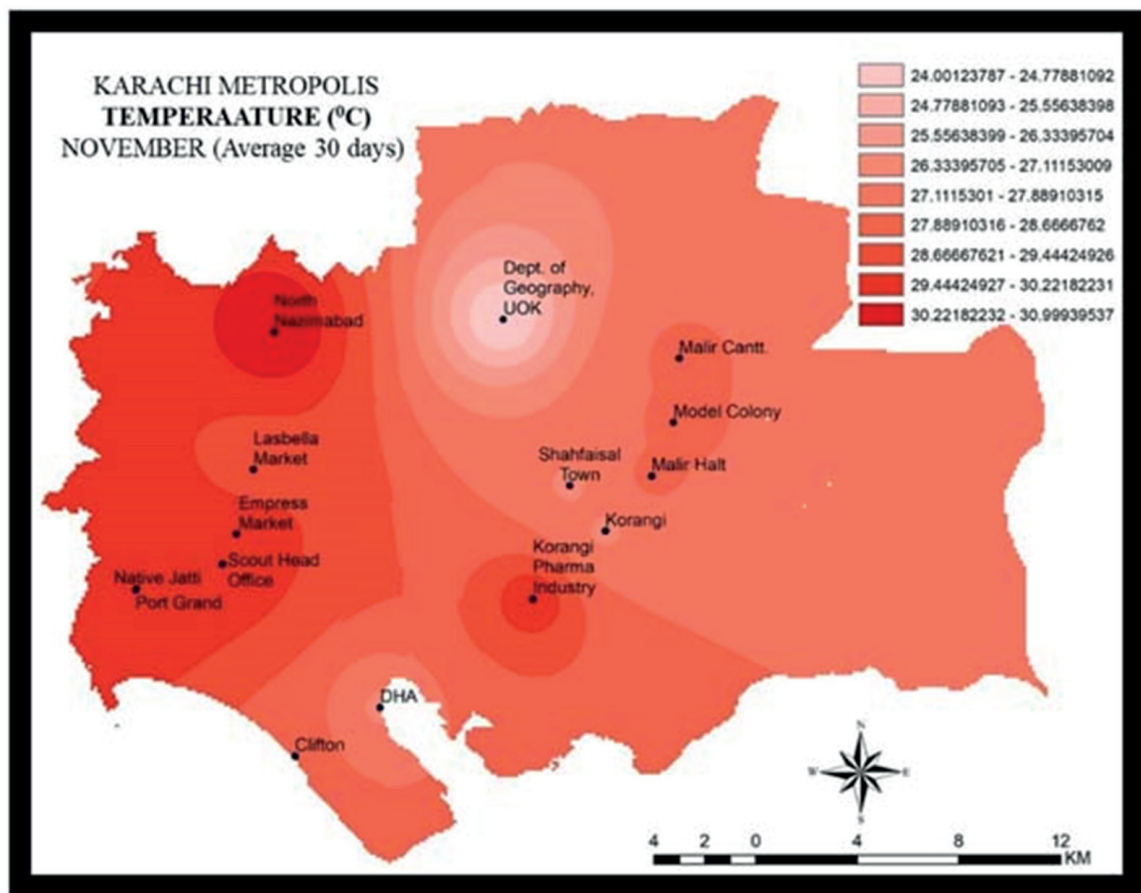 KARACHI METROPOLIS
TEMPERAATURE (⁰C)
NOVEMBER (Average 30 days)
24.00123787 - 24.77881092
24.77881093 - 25.55638398
25.55638399 - 26.33395704
26.33395705 - 27.11153009
27.1115301 - 27.88910315
27.88910316 - 28.6666762
28.66667621 - 29.44424926
29.44424927 - 30.22182231
30.22182232 - 30.99939537
Dept. of
Geography,
UOK
North
Nazimabad
Malir Cantt.
Model Colony
Lasbella
Market
Shahfaisal
Town
Malir Halt
Empress
Market
Korangi
Korangi
Pharma
Industry
Scout Head
Office
Native Jatti
Port Grand
DHA
Clifton
N
W
E
S
4 2 0 4 8 12
KM